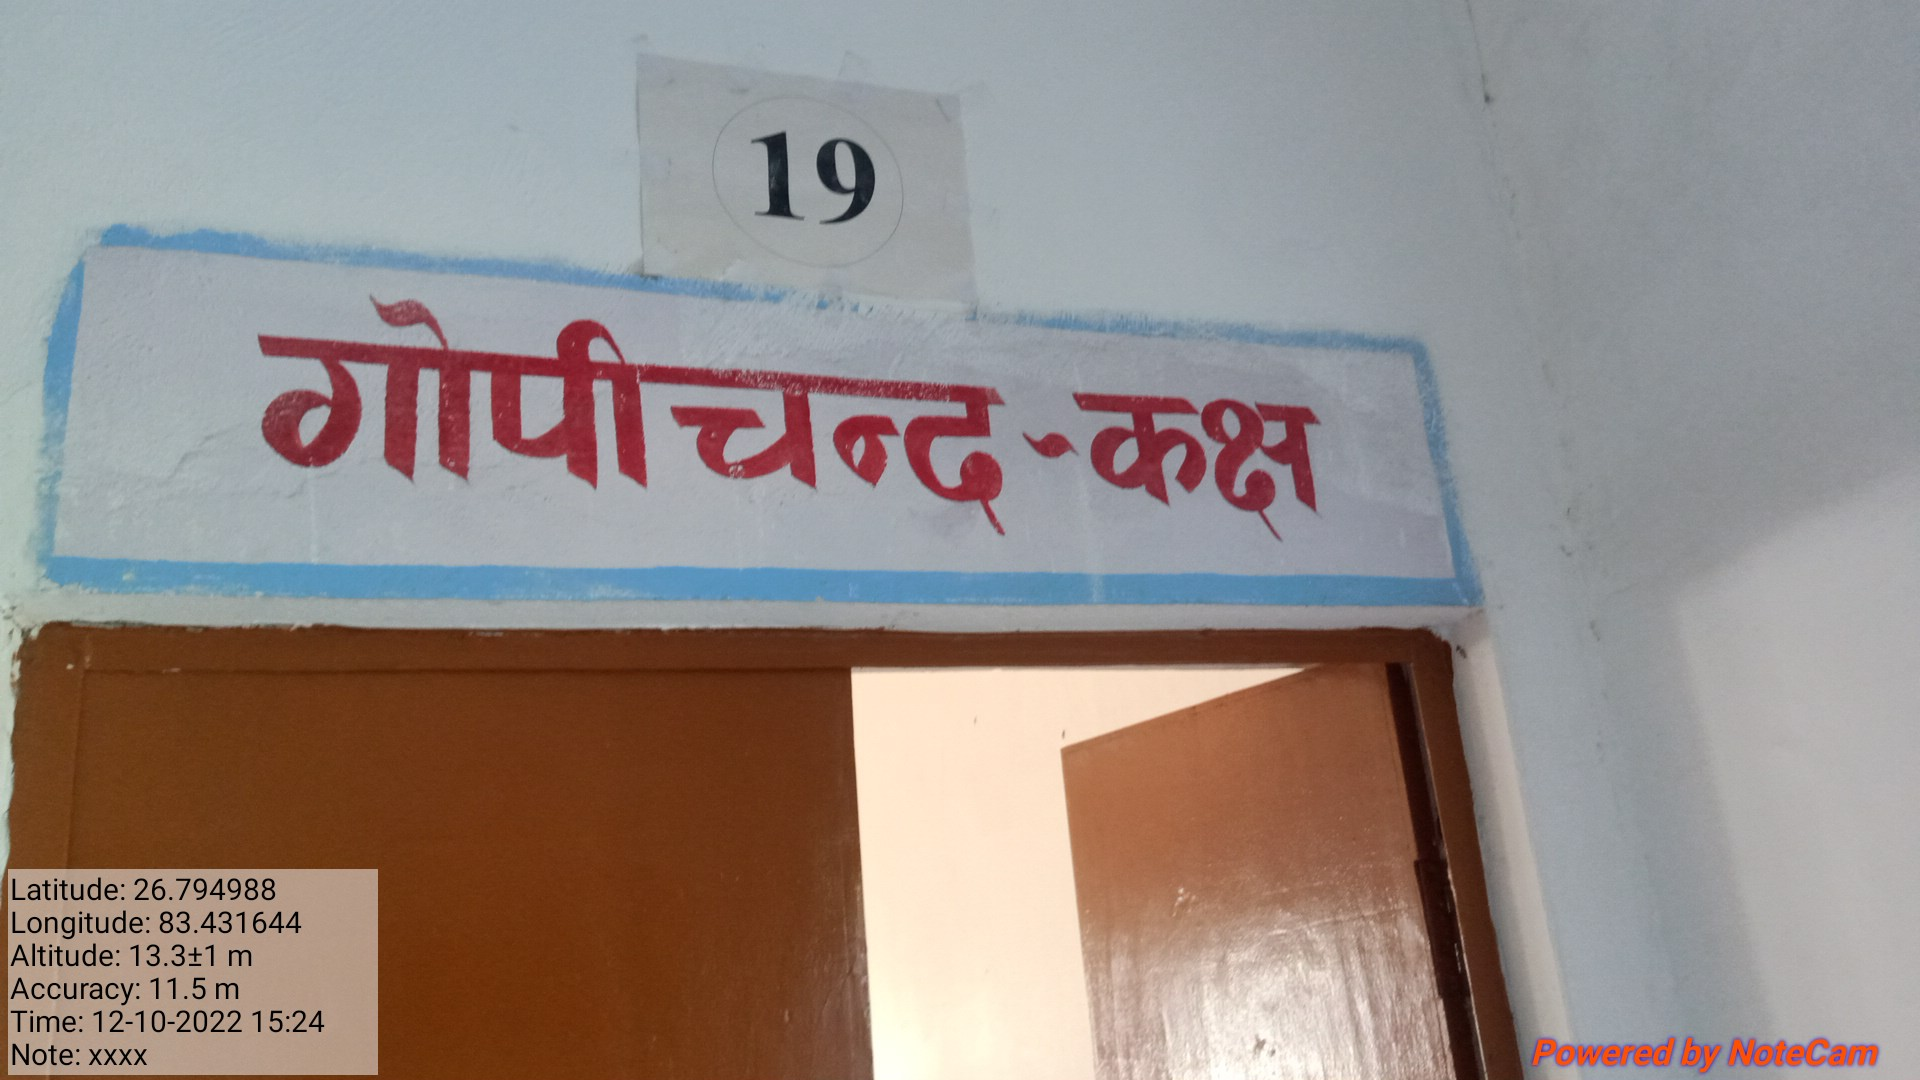 19
गोपीचन्द-कक्ष
Latitude: 26.794988
Longitude: 83.431644
Altitude: 13.3±1 m
Accuracy: 11.5 m
Time: 12-10-2022 15:24
Note: xxxx
Powered by NoteCam